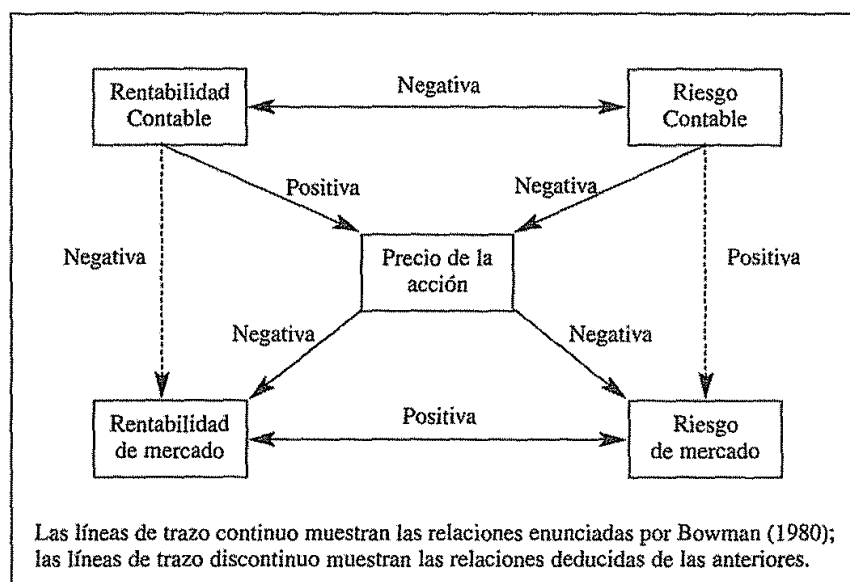 Negativa
Rentabilidad
Contable
Riesgo
Contable
Positiva
Negativa
Negativa
Precio de la
acción
Positiva
Negativa
Negativa
Rentabilidad
de mercado
Positiva
Riesgo
de mercado
Las líneas de trazo continuo muestran las relaciones enunciadas por Bowman (1980);
las líneas de trazo discontinuo muestran las relaciones deducidas de las anteriores.